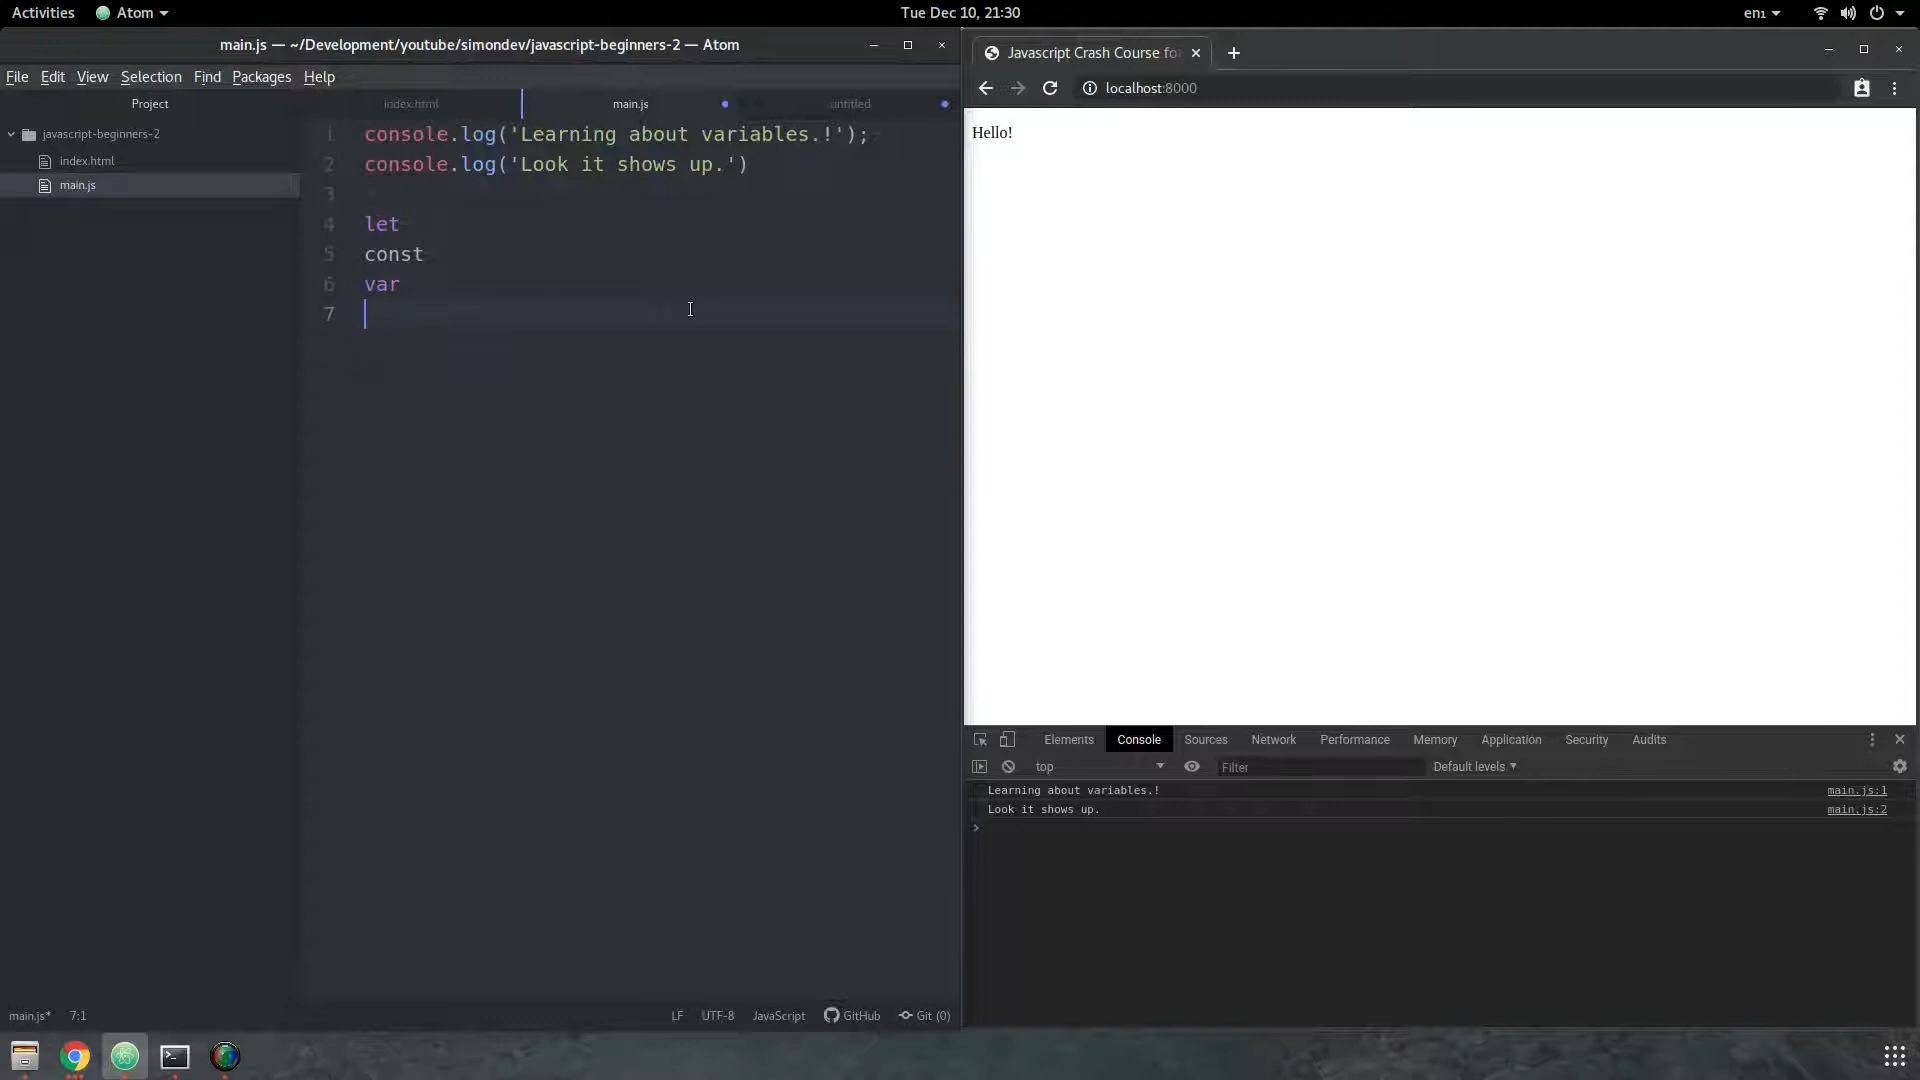 Activities
Atom
Tue Dec 10, 21:30
en₁
main.js — ~/Development/youtube/simondev/javascript-beginners-2 — Atom
File Edit View Selection Find Packages Help
Project
index.html
main.js
untitled
javascript-beginners-2
index.html
main.js
1 console.log('Learning about variables.!');
2 console.log('Look it shows up.')
3
4 let
5 const
6 var
7
main.js* 7:1
LF UTF-8 JavaScript GitHub Git (0)
Javascript Crash Course fo
localhost:8000
Hello!
Elements Console Sources Network Performance Memory Application Security Audits
top
Filter
Default levels
Learning about variables.! main.js:1
Look it shows up. main.js:2